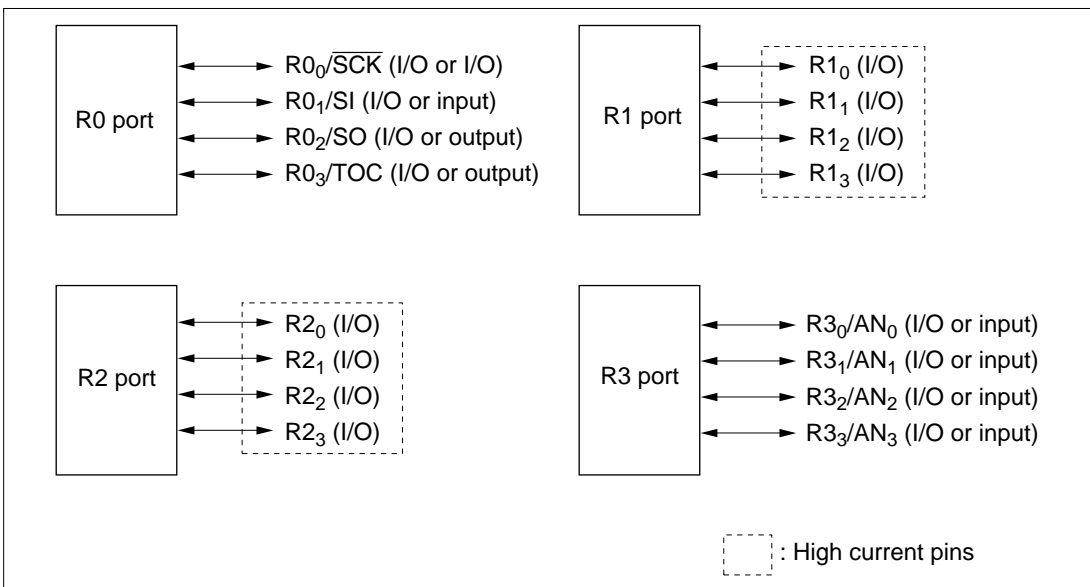 R0 port
R0₀/S̅C̅K̅ (I/O or I/O)
R0₁/SI (I/O or input)
R0₂/SO (I/O or output)
R0₃/TOC (I/O or output)
R1 port
R1₀ (I/O)
R1₁ (I/O)
R1₂ (I/O)
R1₃ (I/O)
R2 port
R2₀ (I/O)
R2₁ (I/O)
R2₂ (I/O)
R2₃ (I/O)
R3 port
R3₀/AN₀ (I/O or input)
R3₁/AN₁ (I/O or input)
R3₂/AN₂ (I/O or input)
R3₃/AN₃ (I/O or input)
: High current pins